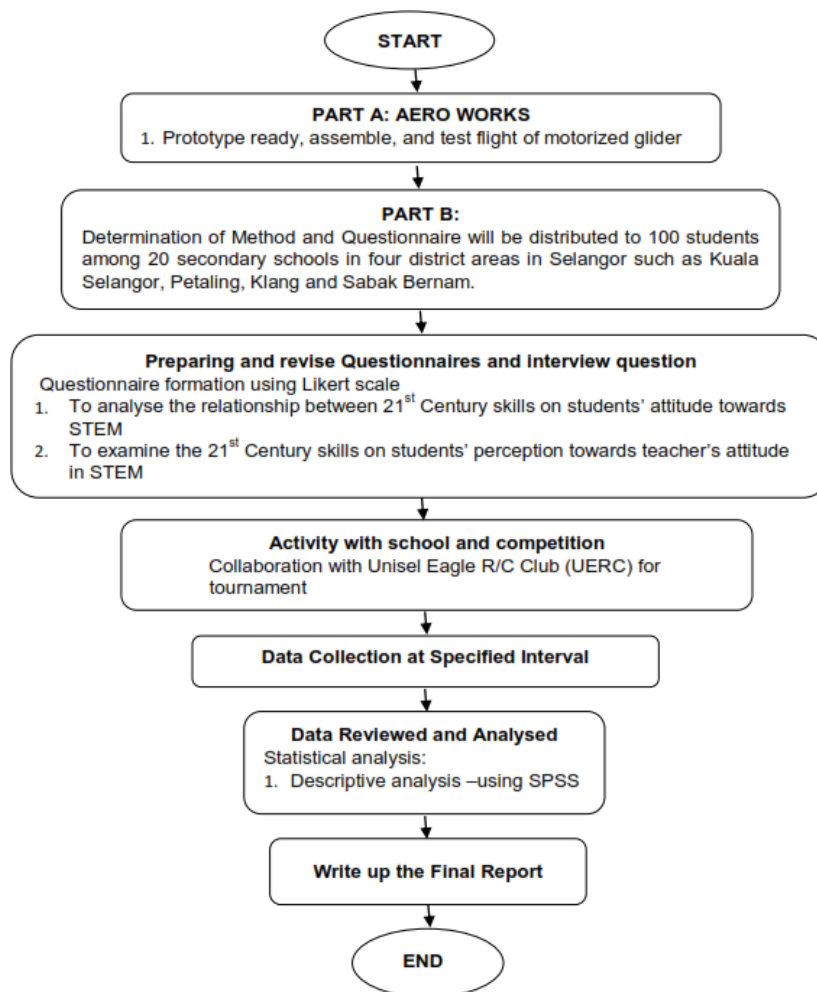 START
PART A: AERO WORKS
1. Prototype ready, assemble, and test flight of motorized glider
PART B:
Determination of Method and Questionnaire will be distributed to 100 students
among 20 secondary schools in four district areas in Selangor such as Kuala
Selangor, Petaling, Klang and Sabak Bernam.
Preparing and revise Questionnaires and interview question
Questionnaire formation using Likert scale
1. To analyse the relationship between 21st Century skills on students' attitude towards
STEM
2. To examine the 21st Century skills on students' perception towards teacher's attitude
in STEM
Activity with school and competition
Collaboration with Unisel Eagle R/C Club (UERC) for
tournament
Data Collection at Specified Interval
Data Reviewed and Analysed
Statistical analysis:
1. Descriptive analysis –using SPSS
Write up the Final Report
END